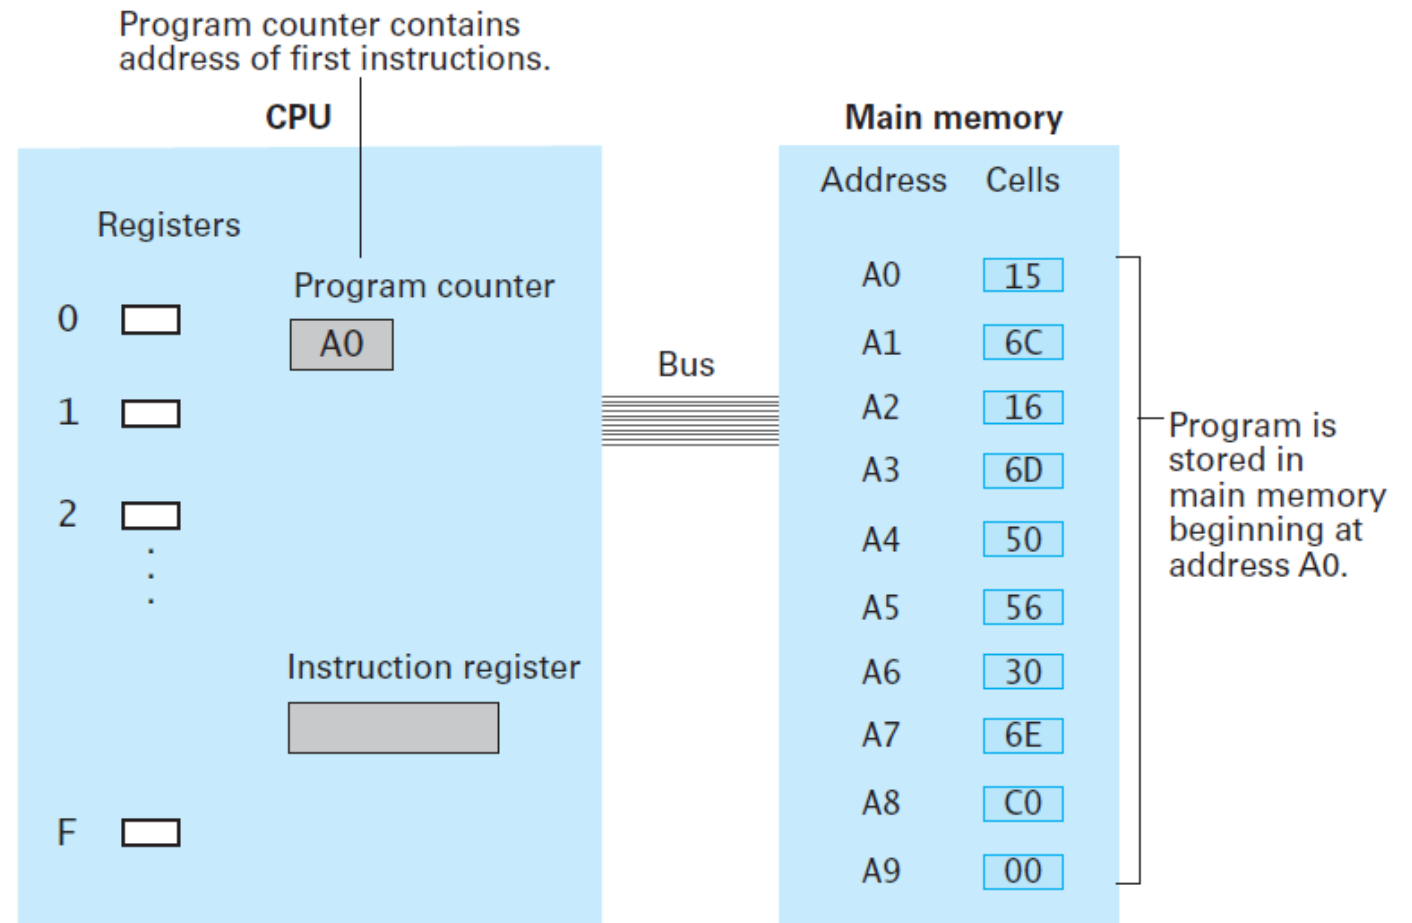 Program counter contains
address of first instructions.
CPU
Registers
0
1
2
F
Program counter
A0
Instruction register
Bus
Main memory
Address Cells
A0 15
A1 6C
A2 16
A3 6D
A4 50
A5 56
A6 30
A7 6E
A8 C0
A9 00
Program is
stored in
main memory
beginning at
address A0.